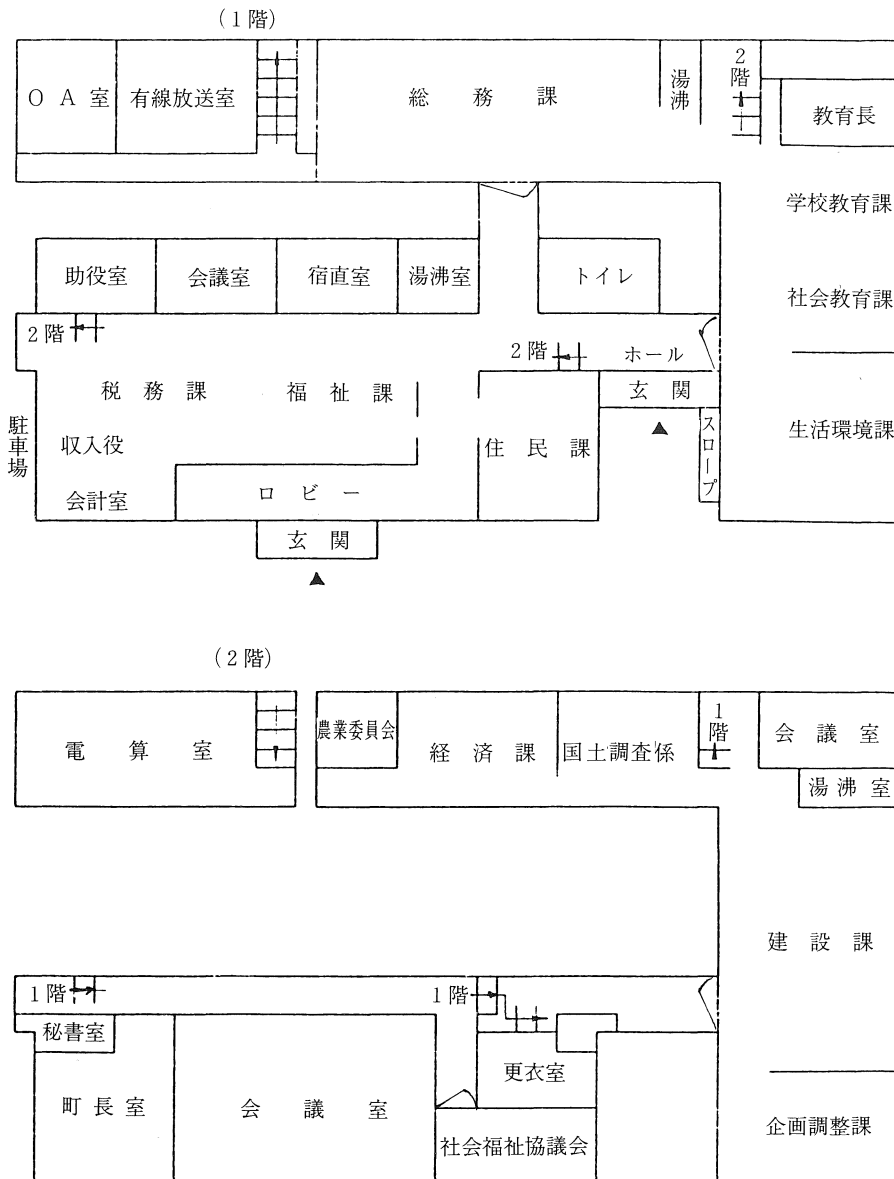 (1階)
OA室
有線放送室
総務課
湯沸
2階
教育長
学校教育課
助役室
会議室
宿直室
湯沸室
トイレ
社会教育課
2階
2階
ホール
税務課
福祉課
玄関
駐車場
収入役
住民課
スロープ
生活環境課
会計室
ロビー
玄関
(2階)
電算室
農業委員会
経済課
国土調査係
1階
会議室
湯沸室
建設課
1階
1階
秘書室
更衣室
町長室
会議室
企画調整課
社会福祉協議会